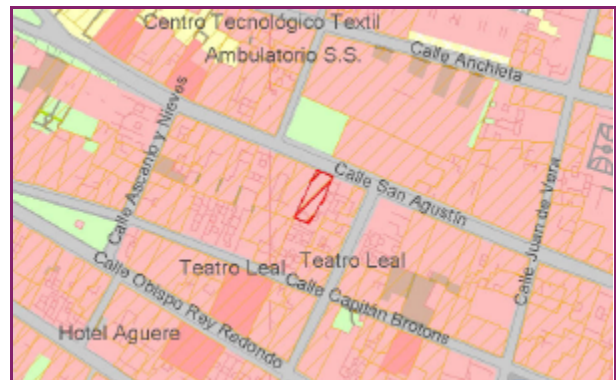 Centro Tecnológico Textil
Ambulatorio S.S.
Calle Anchieta
Calle Ascanio y Nieves
Calle San Agustín
Calle Juan de Vera
Teatro Leal
Teatro Leal
Calle Capitán Brotons
Calle Obispo Rey Redondo
Hotel Aguere